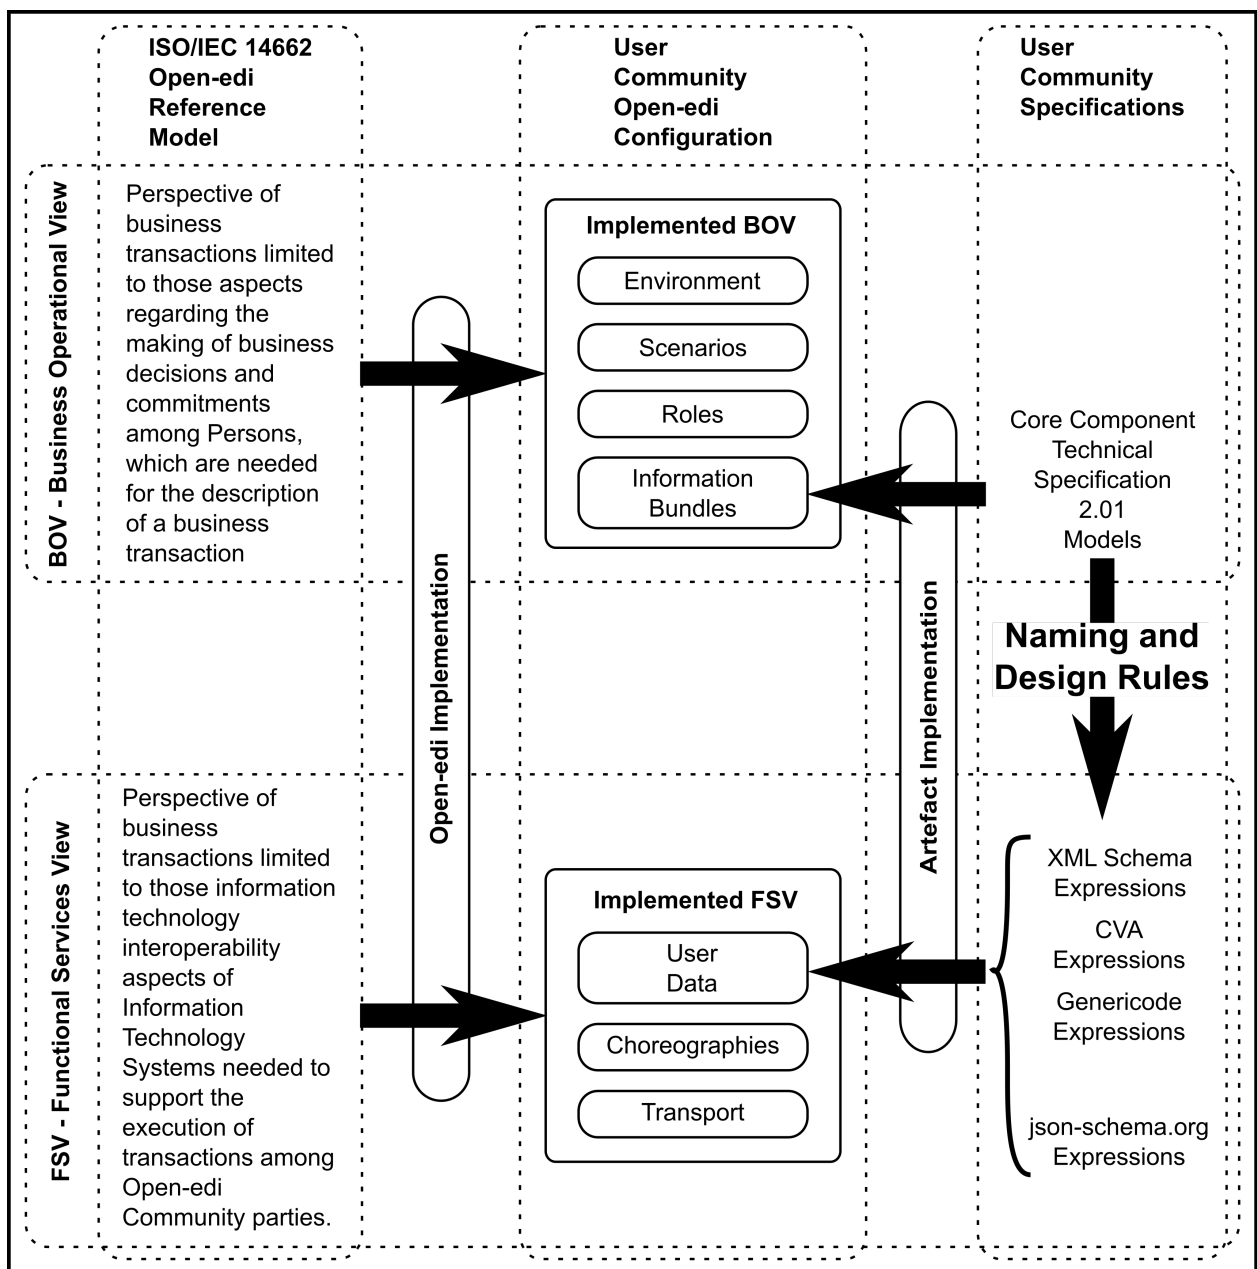 ISO/IEC 14662
Open-edi
Reference
Model
User
Community
Open-edi
Configuration
User
Community
Specifications
BOV - Business Operational View
Perspective of
business
transactions limited
to those aspects
regarding the
making of business
decisions and
commitments
among Persons,
which are needed
for the description
of a business
transaction
Open-edi Implementation
Implemented BOV
Environment
Scenarios
Roles
Information
Bundles
Artefact Implementation
Core Component
Technical
Specification
2.01
Models
Naming and
Design Rules
FSV - Functional Services View
Perspective of
business
transactions limited
to those information
technology
interoperability
aspects of
Information
Technology
Systems needed to
support the
execution of
transactions among
Open-edi
Community parties.
Implemented FSV
User
Data
Choreographies
Transport
XML Schema
Expressions
CVA
Expressions
Genericode
Expressions
json-schema.org
Expressions